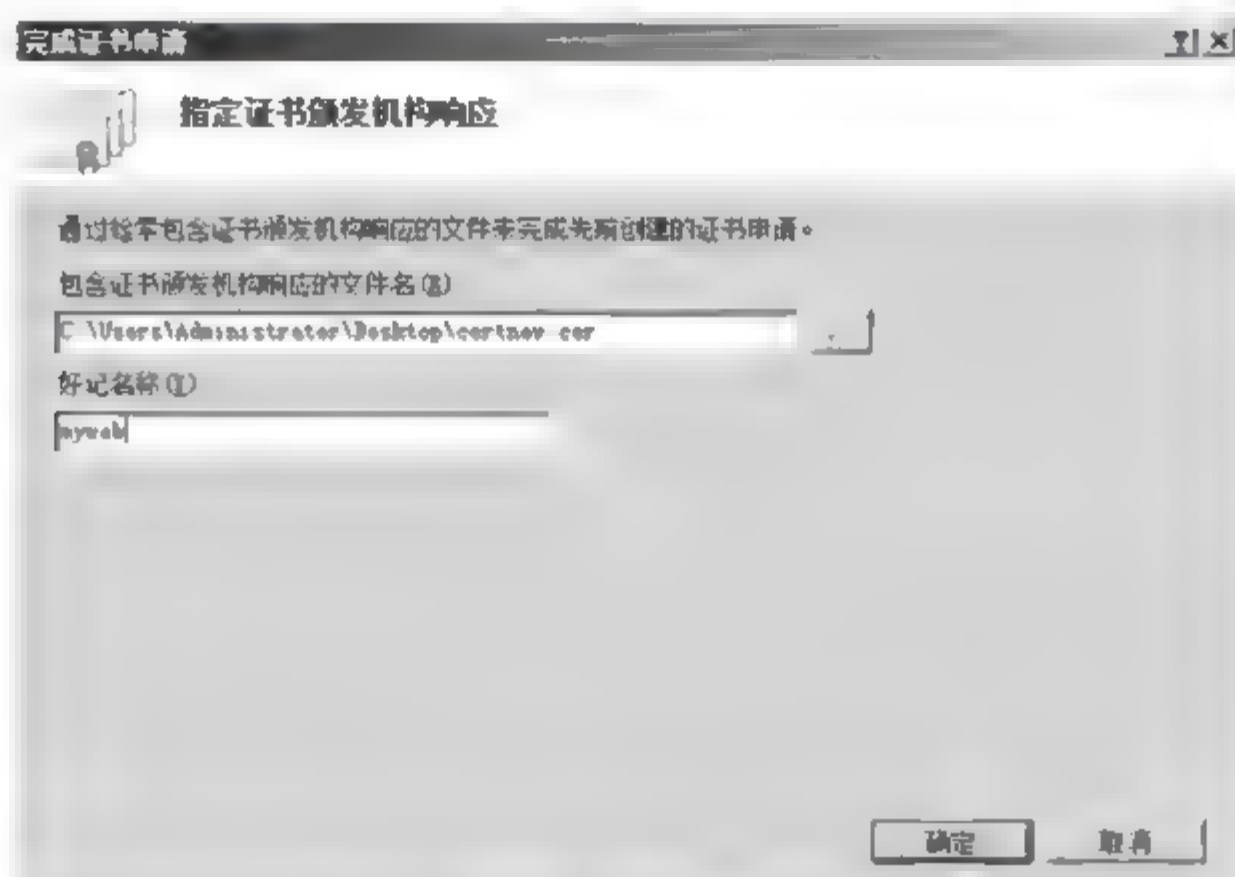 完成证书申请
指定证书颁发机构响应
通过检索包含证书颁发机构响应的文件来完成先前创建的证书申请。
包含证书颁发机构响应的文件名(R)
C:\Users\Administrator\Desktop\certnew.cer
好记名称(Y)
myweb
确定
取消